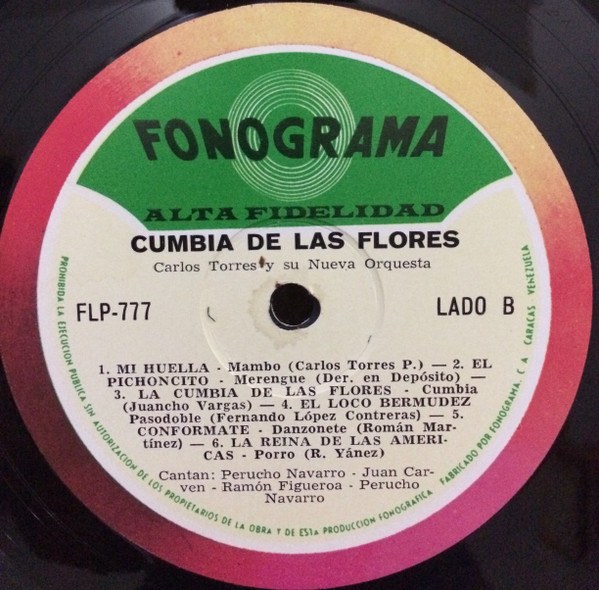 FONOGRAMA
ALTA FIDELIDAD
CUMBIA DE LAS FLORES
Carlos Torres y su Nueva Orquesta
FLP-777
LADO B
1. MI HUELLA - Mambo (Carlos Torres P.) — 2. EL
PICHONCITO - Merengue (Der. en Depósito) —
3. LA CUMBIA DE LAS FLORES - Cumbia
(Juancho Vargas) — 4. EL LOCO BERMUDEZ
Pasodoble (Fernando López Contreras) — 5.
CONFORMATE - Danzonete (Román Mar-
tínez) — 6. LA REINA DE LAS AMERI-
CAS - Porro (R. Yánez)
Cantan: Perucho Navarro - Juan Car-
ven - Ramón Figueroa - Perucho
Navarro
PROHIBIDA LA EJECUCION PUBLICA SIN AUTORIZACION DE LOS PROPIETARIOS DE LA OBRA Y DE ESTA PRODUCCION FONOGRAFICA FABRICADO POR FONOGRAMA, C A CARACAS VENEZUELA